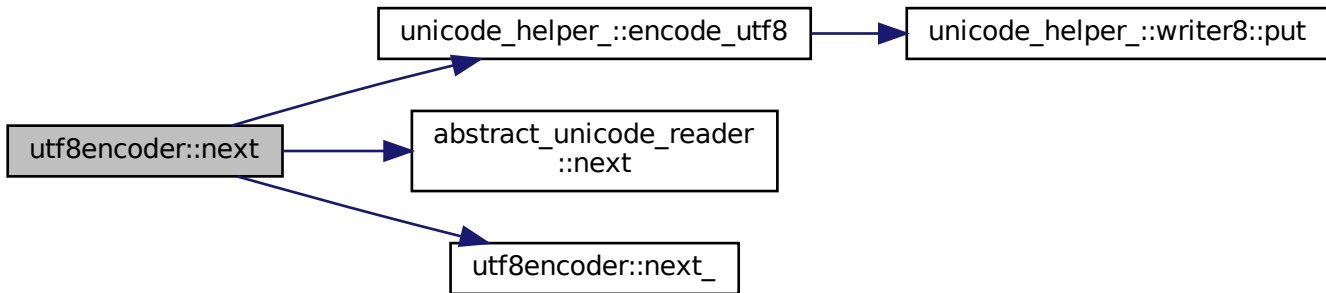 unicode_helper_::encode_utf8
unicode_helper_::writer8::put
utf8encoder::next
abstract_unicode_reader
::next
utf8encoder::next_